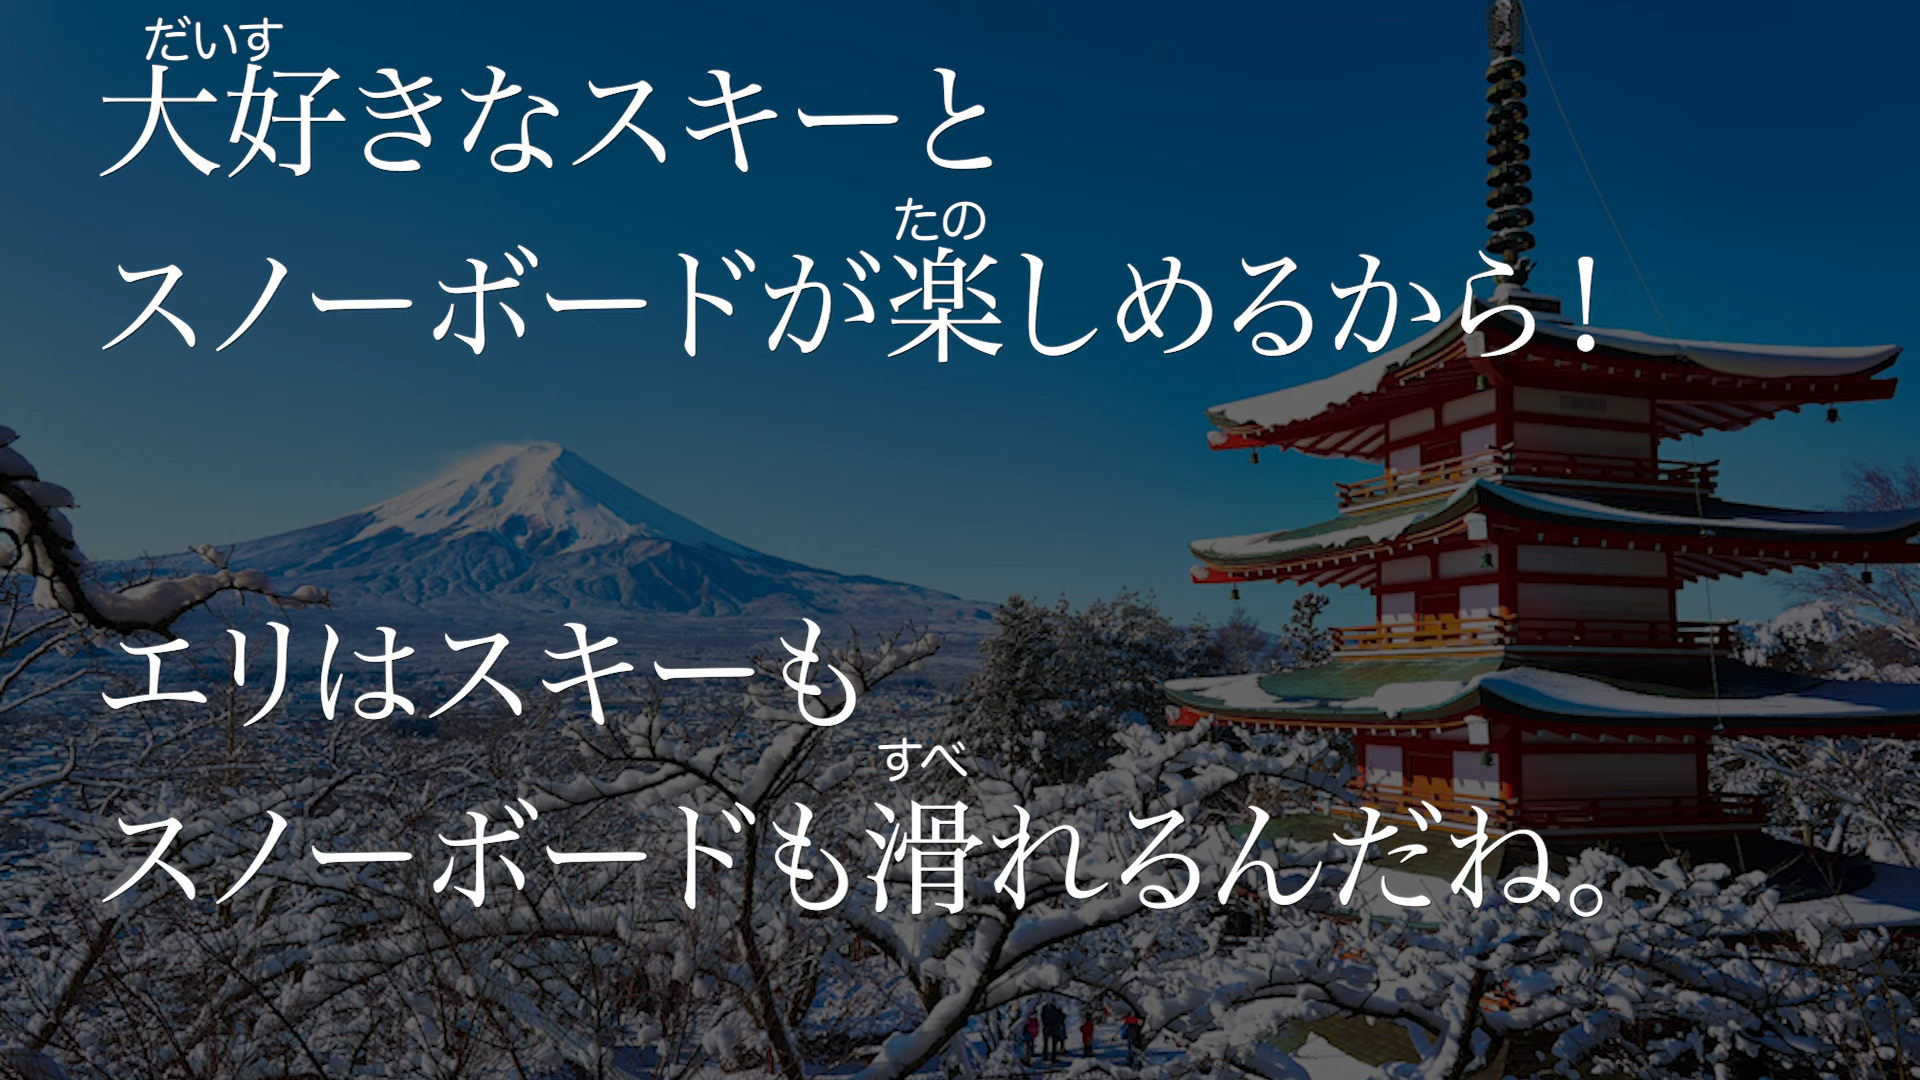 だいす
大好きなスキーと
たの
スノーボードが楽しめるから！
エリはスキーも
すべ
スノーボードも滑れるんだね。